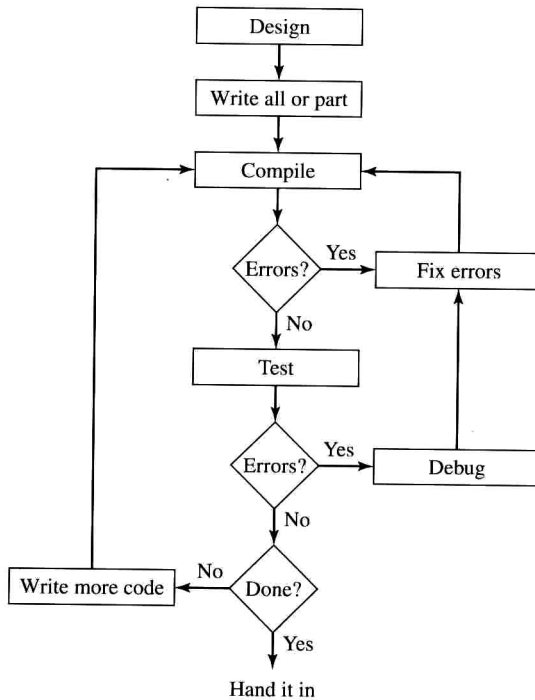 Design
Write all or part
Compile
Errors?
Yes
Fix errors
No
Test
Errors?
Yes
Debug
No
Done?
No
Write more code
Yes
Hand it in